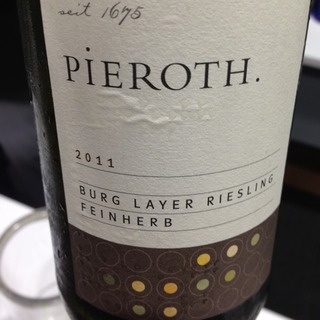 seit 1675
PiEROTH.
2011
BURG LAYER RIESLING
FEINHERB